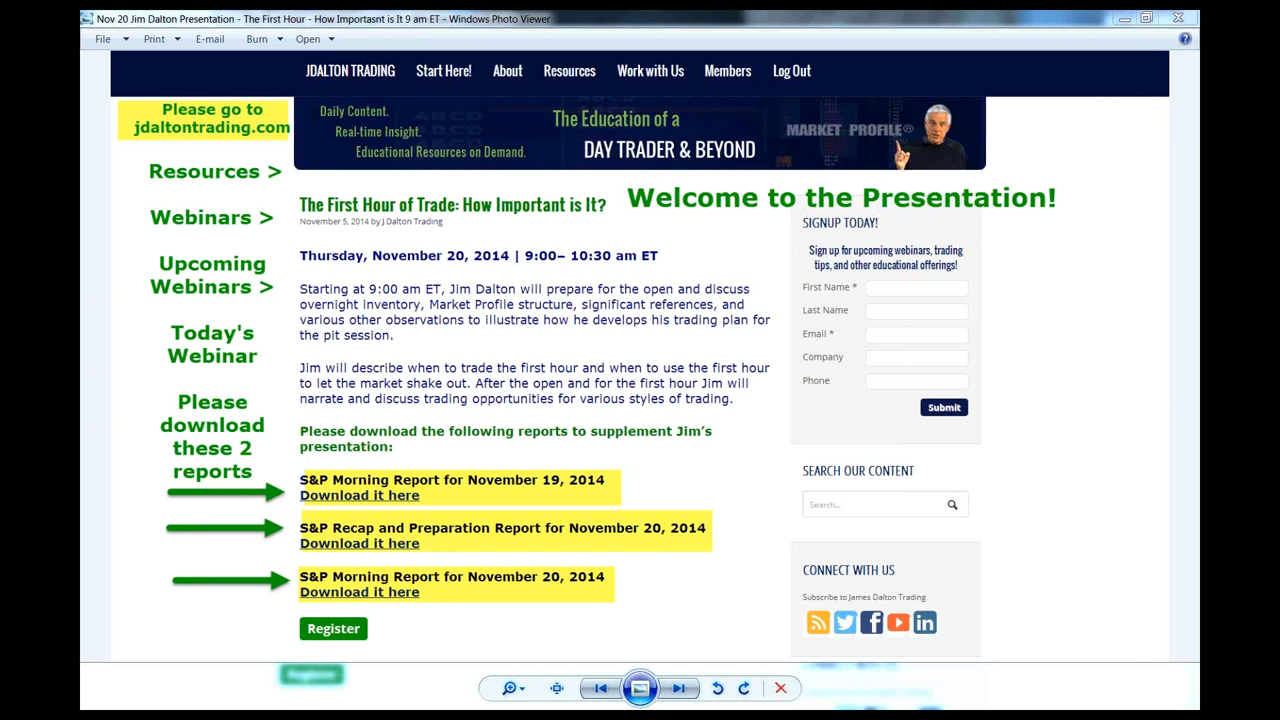 Nov 20 Jim Dalton Presentation - The First Hour - How Importasnt is It 9 am ET - Windows Photo Viewer
File Print E-mail Burn Open
JDALTON TRADING Start Here! About Resources Work with Us Members Log Out
Please go to
jdaltontrading.com
Resources >
Webinars >
Upcoming
Webinars >
Today's
Webinar
Please
download
these 2
reports
Daily Content.
Real-time Insight.
Educational Resources on Demand.
The Education of a
DAY TRADER & BEYOND
MARKET PROFILE®
Welcome to the Presentation!
The First Hour of Trade: How Important is It?
November 5, 2014 by J Dalton Trading
Thursday, November 20, 2014 | 9:00– 10:30 am ET
Starting at 9:00 am ET, Jim Dalton will prepare for the open and discuss
overnight inventory, Market Profile structure, significant references, and
various other observations to illustrate how he develops his trading plan for
the pit session.
Jim will describe when to trade the first hour and when to use the first hour
to let the market shake out. After the open and for the first hour Jim will
narrate and discuss trading opportunities for various styles of trading.
Please download the following reports to supplement Jim's
presentation:
S&P Morning Report for November 19, 2014
Download it here
S&P Recap and Preparation Report for November 20, 2014
Download it here
S&P Morning Report for November 20, 2014
Download it here
Register
SIGNUP TODAY!
Sign up for upcoming webinars, trading
tips, and other educational offerings!
First Name *
Last Name
Email *
Company
Phone
Submit
SEARCH OUR CONTENT
Search...
CONNECT WITH US
Subscribe to James Dalton Trading